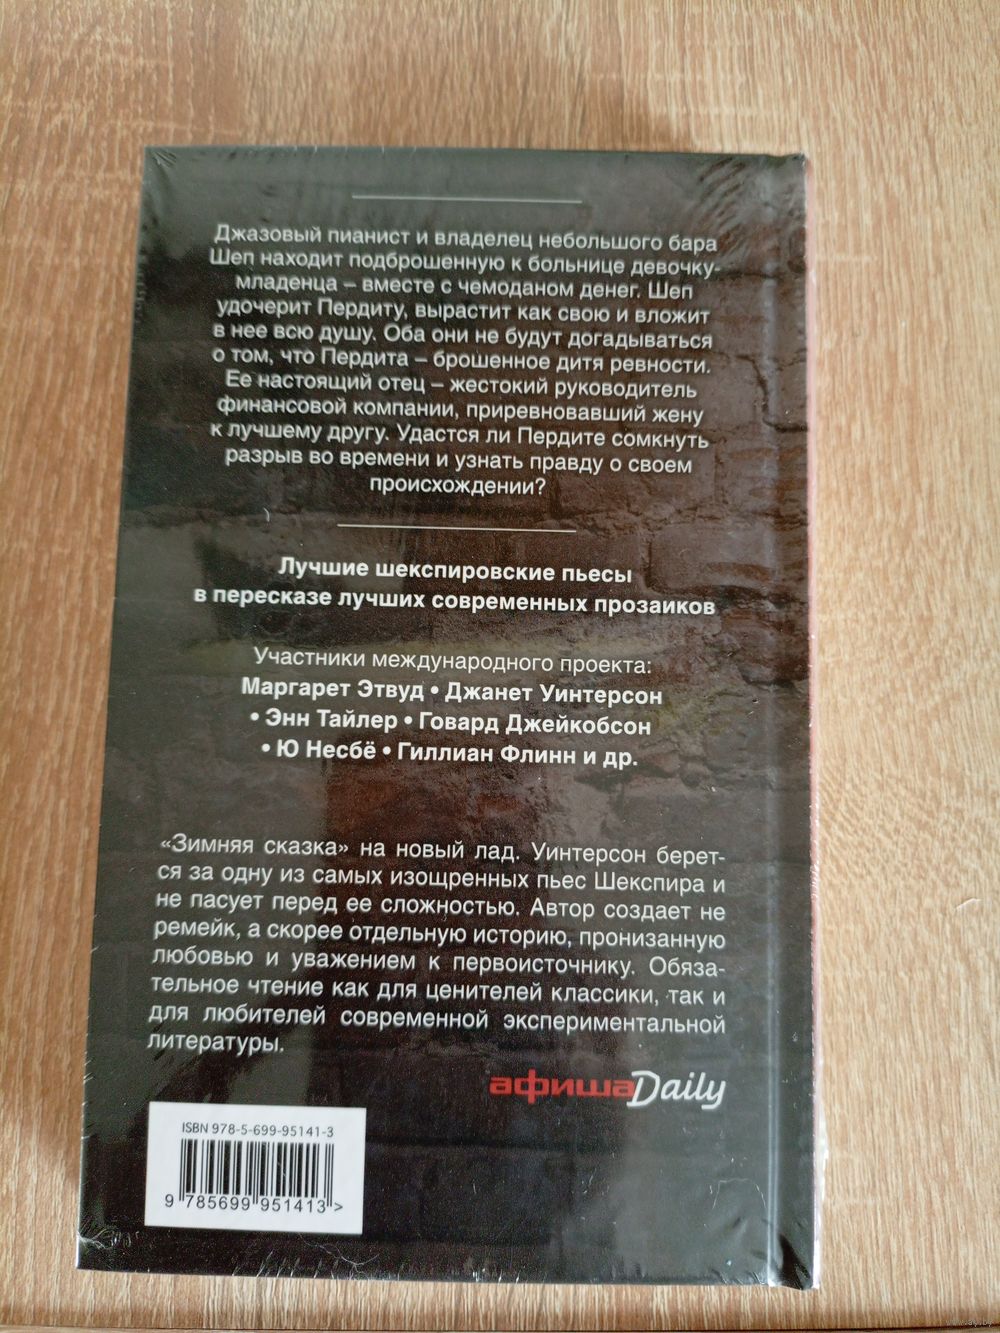 Джазовый пианист и владелец небольшого бара
Шеп находит подброшенную к больнице девочку-
младенца – вместе с чемоданом денег. Шеп
удочерит Пердиту, вырастит как свою и вложит
в нее всю душу. Оба они не будут догадываться
о том, что Пердита – брошенное дитя ревности.
Ее настоящий отец – жестокий руководитель
финансовой компании, приревновавший жену
к лучшему другу. Удастся ли Пердите сомкнуть
разрыв во времени и узнать правду о своем
происхождении?
Лучшие шекспировские пьесы
в пересказе лучших современных прозаиков
Участники международного проекта:
Маргарет Этвуд • Джанет Уинтерсон
• Энн Тайлер • Говард Джейкобсон
• Ю Несбё • Гиллиан Флинн и др.
«Зимняя сказка» на новый лад. Уинтерсон берет-
ся за одну из самых изощренных пьес Шекспира и
не пасует перед ее сложностью. Автор создает не
ремейк, а скорее отдельную историю, пронизанную
любовью и уважением к первоисточнику. Обяза-
тельное чтение как для ценителей классики, так и
для любителей современной экспериментальной
литературы.
афишаDaily
ISBN 978-5-699-95141-3
9 785699 951413 >